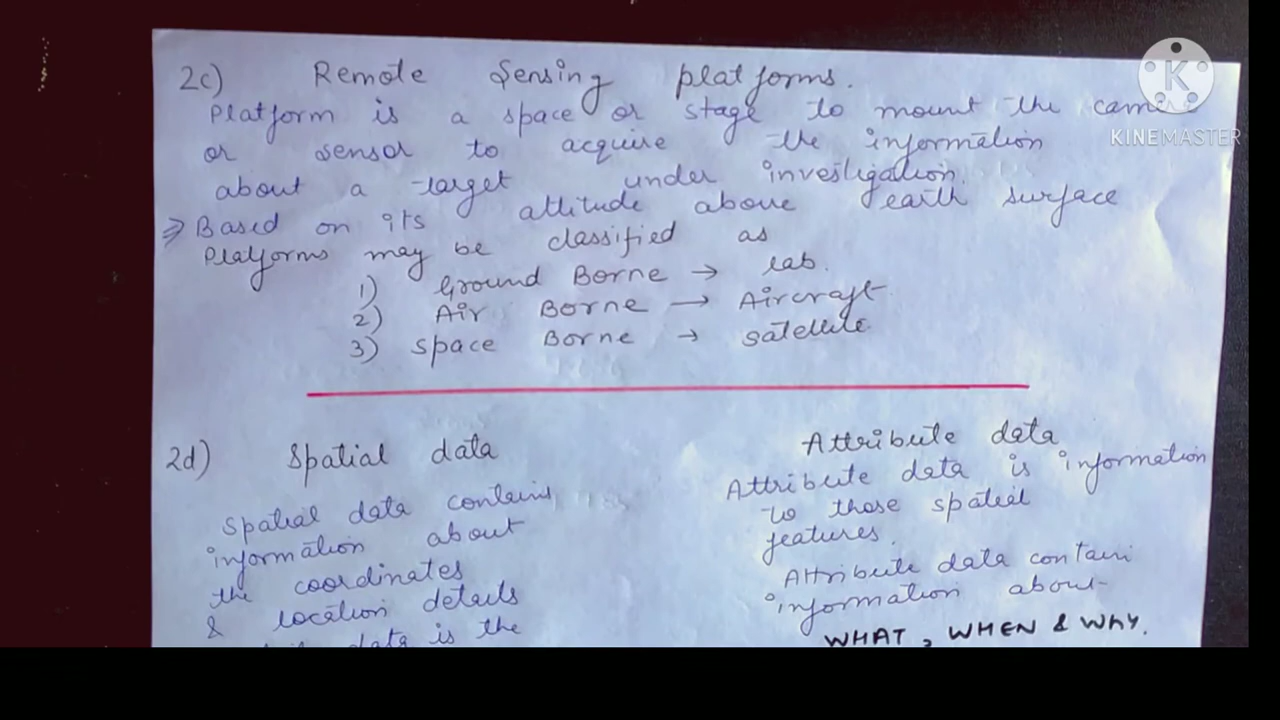 2c) Remote Sensing platforms.
Platform is a space or stage to mount the camera
or sensor to acquire the information
about a target under investigation.
⇒ Based on its altitude above earth surface
Platforms may be classified as
1) Ground Borne → lab.
2) Air Borne → Aircraft
3) Space Borne → satellite.
2d) Spatial data
Spatial data contains
information about
the coordinates
& location details
data is the
Attribute data
Attribute data is information
to those spatial
features.
Attribute data contain
information about
WHAT, WHEN & WHY.
K
KINEMASTER